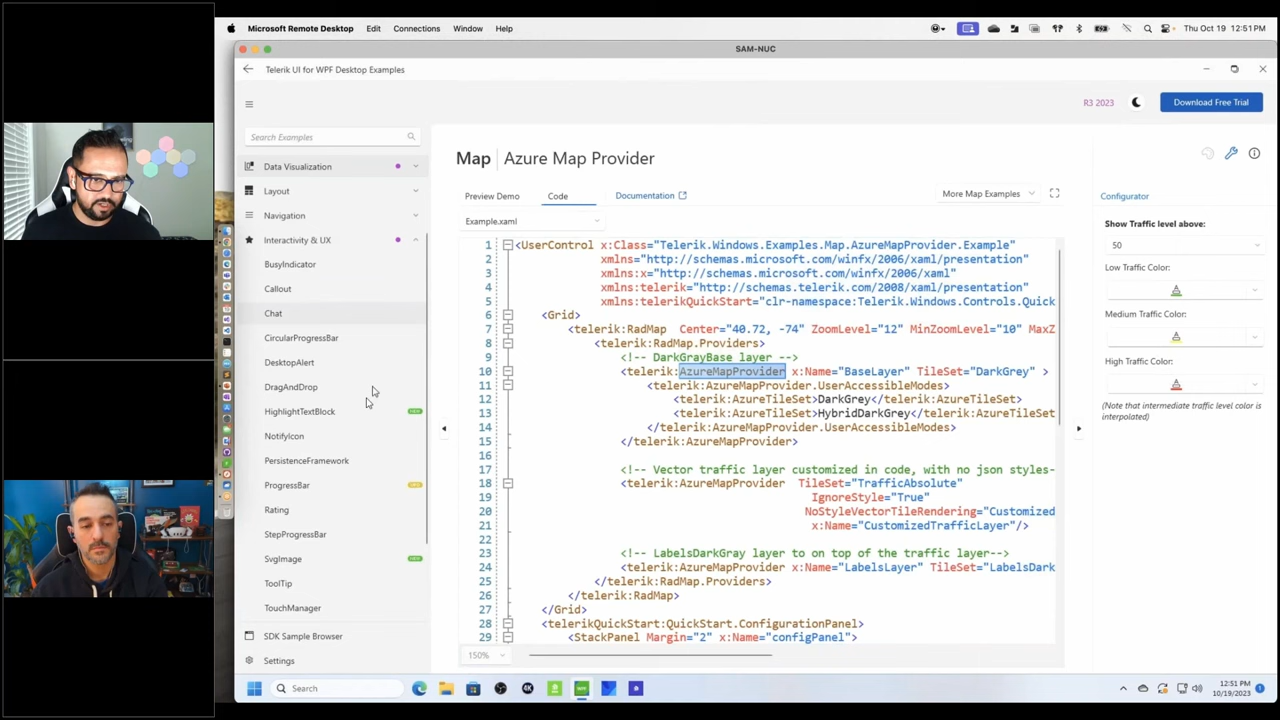 Microsoft Remote Desktop Edit Connections Window Help
Thu Oct 19 12:51 PM
SAM-NUC
Telerik UI for WPF Desktop Examples
R3 2023
Download Free Trial
Search Examples
Data Visualization
Layout
Navigation
Interactivity & UX
BusyIndicator
Callout
Chat
CircularProgressBar
DesktopAlert
DragAndDrop
HighlightTextBlock
NotifyIcon
PersistenceFramework
ProgressBar
Rating
StepProgressBar
SvgImage
ToolTip
TouchManager
SDK Sample Browser
Settings
Map | Azure Map Provider
Preview Demo Code Documentation
More Map Examples
Example.xaml
1 <UserControl x:Class="Telerik.Windows.Examples.Map.AzureMapProvider.Example"
2 xmlns="http://schemas.microsoft.com/winfx/2006/xaml/presentation"
3 xmlns:x="http://schemas.microsoft.com/winfx/2006/xaml"
4 xmlns:telerik="http://schemas.telerik.com/2008/xaml/presentation"
5 xmlns:telerikQuickStart="clr-namespace:Telerik.Windows.Controls.Quick
6 <Grid>
7 <telerik:RadMap Center="40.72, -74" ZoomLevel="12" MinZoomLevel="10" MaxZ
8 <telerik:RadMap.Providers>
9 <!-- DarkGrayBase layer -->
10 <telerik:AzureMapProvider x:Name="BaseLayer" TileSet="DarkGrey" >
11 <telerik:AzureMapProvider.UserAccessibleModes>
12 <telerik:AzureTileSet>DarkGrey</telerik:AzureTileSet>
13 <telerik:AzureTileSet>HybridDarkGrey</telerik:AzureTileSet
14 </telerik:AzureMapProvider.UserAccessibleModes>
15 </telerik:AzureMapProvider>
16
17 <!-- Vector traffic layer customized in code, with no json styles-
18 <telerik:AzureMapProvider TileSet="TrafficAbsolute"
19 IgnoreStyle="True"
20 NoStyleVectorTileRendering="Customized
21 x:Name="CustomizedTrafficLayer"/>
22
23 <!-- LabelsDarkGray layer to on top of the traffic layer-->
24 <telerik:AzureMapProvider x:Name="LabelsLayer" TileSet="LabelsDark
25 </telerik:RadMap.Providers>
26 </telerik:RadMap>
27 </Grid>
28 <telerikQuickStart:QuickStart.ConfigurationPanel>
29 <StackPanel Margin="2" x:Name="configPanel">
150%
Configurator
Show Traffic level above:
50
Low Traffic Color:
Medium Traffic Color:
High Traffic Color:
(Note that intermediate traffic level color is
interpolated)
Search
4K
12:51 PM
10/19/2023